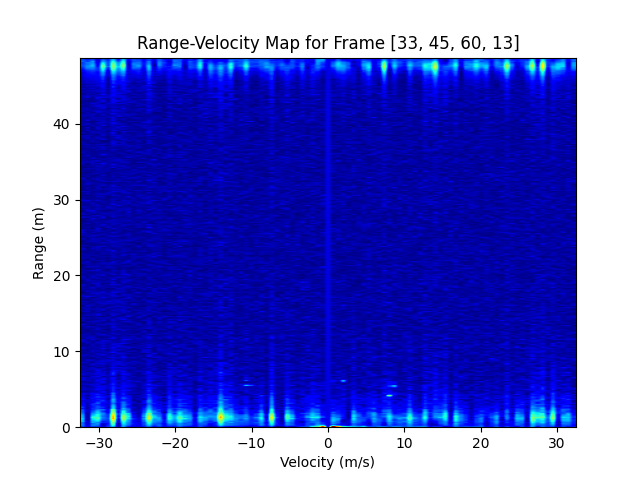 Range-Velocity Map for Frame [33, 45, 60, 13]
40
30
20
10
0
Range (m)
−30 −20 −10 0 10 20 30
Velocity (m/s)